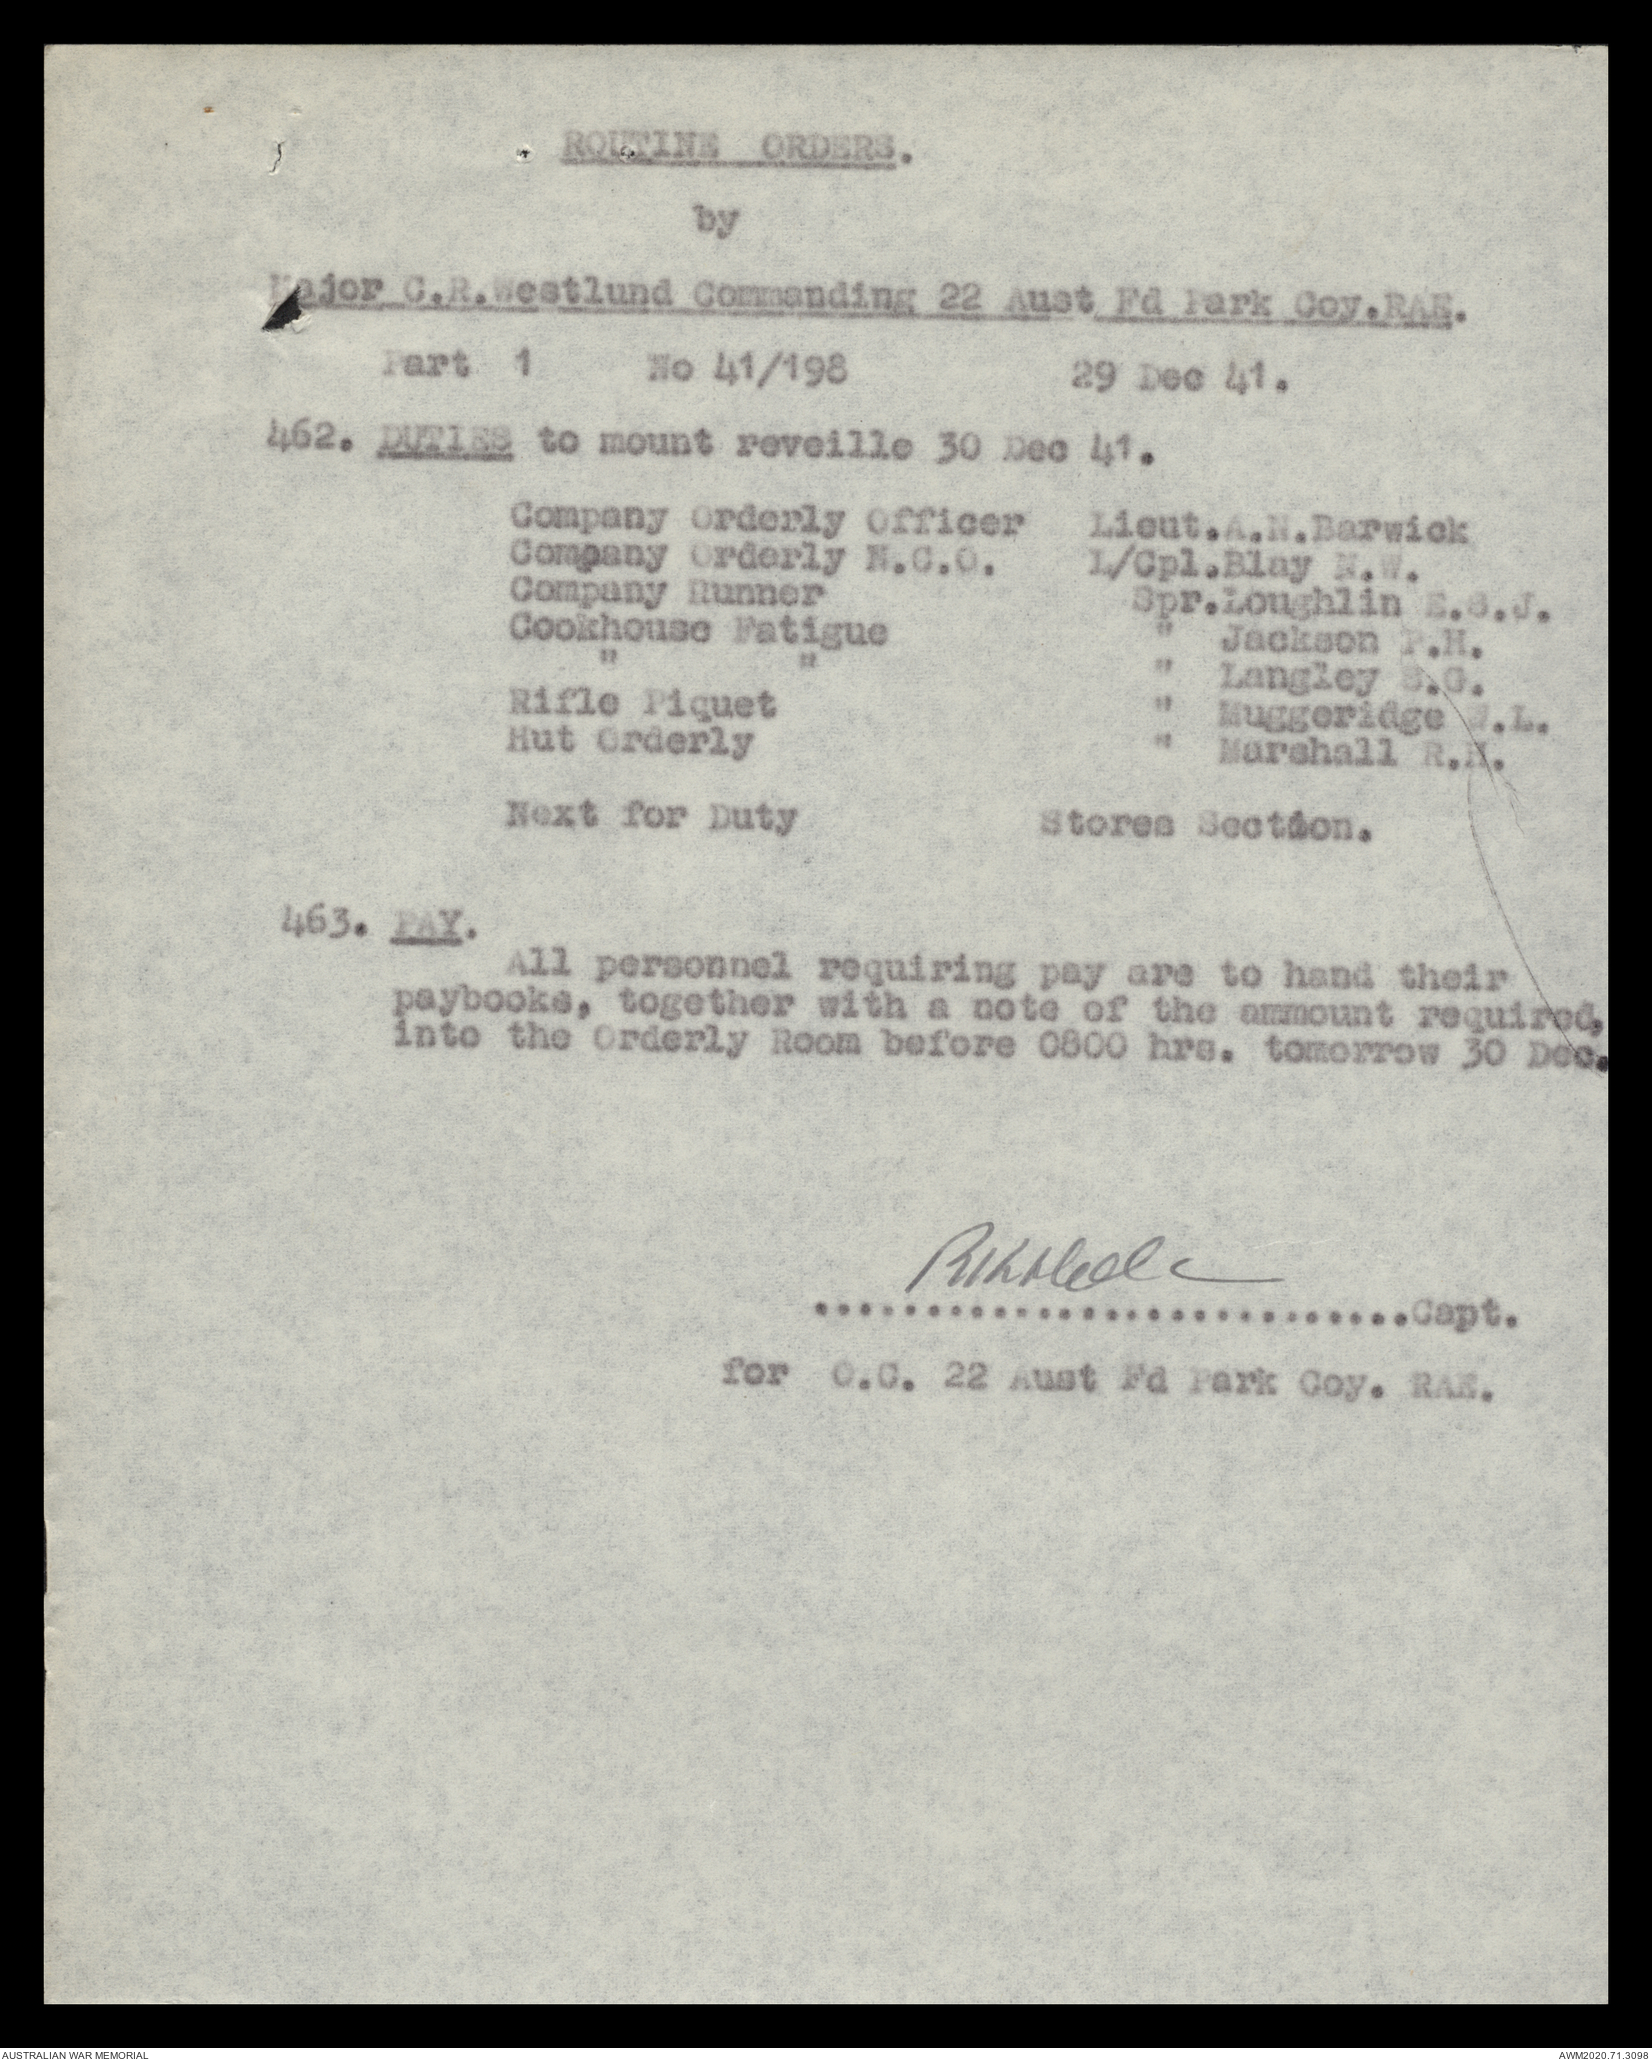 ROUTINE ORDERS.
by
Major C.R.Westlund Commanding 22 Aust Fd Park Coy.RAE.
Part 1 No 41/198 29 Dec 41.
462. DUTIES to mount reveille 30 Dec 41.
Company Orderly Officer Lieut.A.N.Barwick
Company Orderly N.C.O. L/Cpl.Blay N.W.
Company Runner Spr.Loughlin E.S.J.
Cookhouse Fatigue " Jackson P.H.
" " " Langley S.G.
Rifle Piquet " Muggeridge W.L.
Hut Orderly " Marshall R.H.
Next for Duty Stores Section.
463. PAY.
All personnel requiring pay are to hand their
paybooks, together with a note of the ammount required,
into the Orderly Room before 0800 hrs. tomorrow 30 Dec.
..............................Capt.
for O.C. 22 Aust Fd Park Coy. RAE.
AUSTRALIAN WAR MEMORIAL AWM2020.71.3098